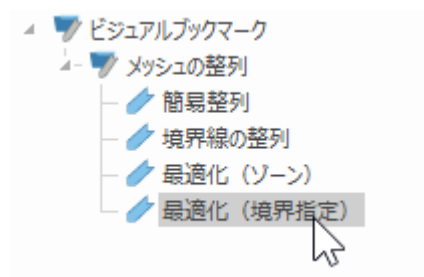 ビジュアルブックマーク
メッシュの整列
簡易整列
境界線の整列
最適化（ゾーン）
最適化（境界指定）